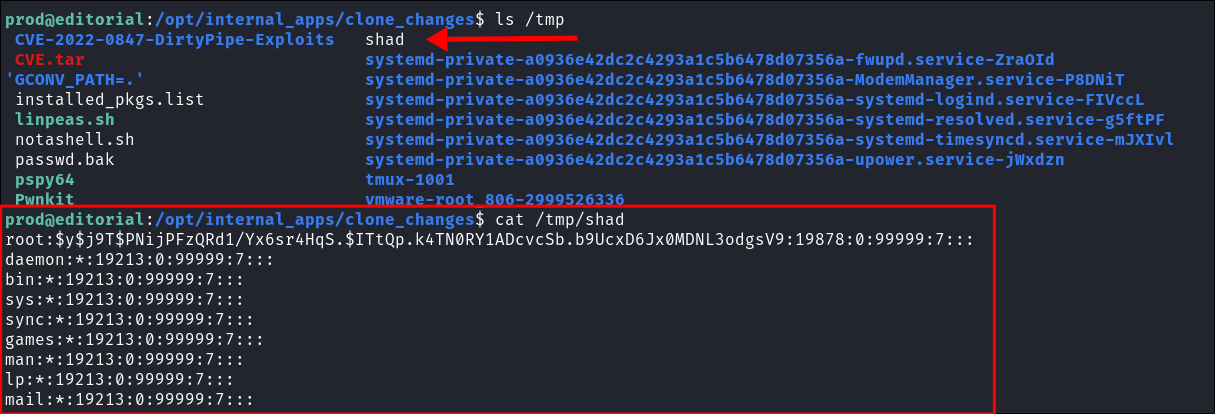 prod@editorial:/opt/internal_apps/clone_changes$ ls /tmp
CVE-2022-0847-DirtyPipe-Exploits shad
CVE.tar systemd-private-a0936e42dc2c4293a1c5b6478d07356a-fwupd.service-ZraOId
'GCONV_PATH=.' systemd-private-a0936e42dc2c4293a1c5b6478d07356a-ModemManager.service-P8DNiT
installed_pkgs.list systemd-private-a0936e42dc2c4293a1c5b6478d07356a-systemd-logind.service-FIVccL
linpeas.sh systemd-private-a0936e42dc2c4293a1c5b6478d07356a-systemd-resolved.service-g5ftPF
notashell.sh systemd-private-a0936e42dc2c4293a1c5b6478d07356a-systemd-timesyncd.service-mJXIvl
passwd.bak systemd-private-a0936e42dc2c4293a1c5b6478d07356a-upower.service-jWxdzn
pspy64 tmux-1001
Pwnkit vmware-root_806-2999526336
prod@editorial:/opt/internal_apps/clone_changes$ cat /tmp/shad
root:$y$j9T$PNijPFzQRd1/Yx6sr4HqS.$ITtQp.k4TN0RY1ADcvcSb.b9UcxD6Jx0MDNL3odgsV9:19878:0:99999:7:::
daemon:*:19213:0:99999:7:::
bin:*:19213:0:99999:7:::
sys:*:19213:0:99999:7:::
sync:*:19213:0:99999:7:::
games:*:19213:0:99999:7:::
man:*:19213:0:99999:7:::
lp:*:19213:0:99999:7:::
mail:*:19213:0:99999:7:::